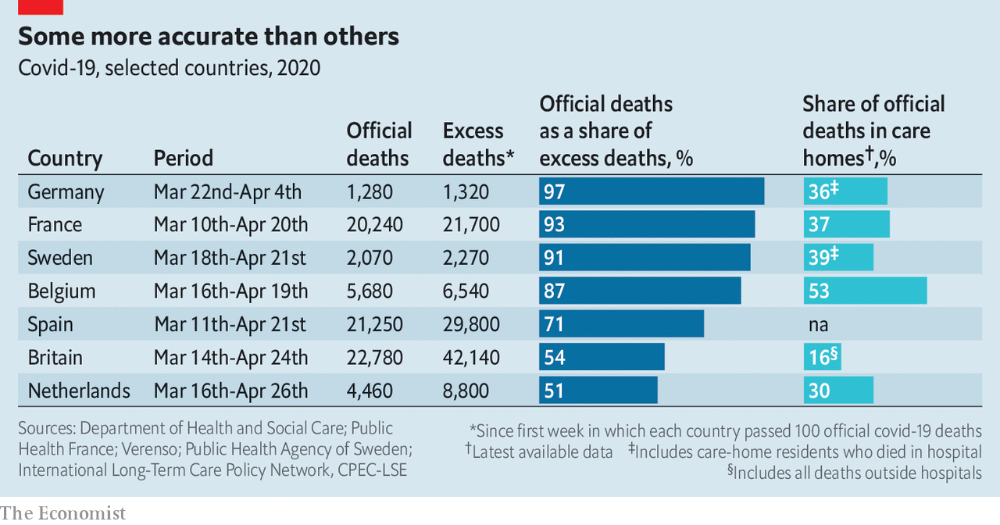 Some more accurate than others
Covid-19, selected countries, 2020
Official deaths
as a share of
excess deaths, %
Share of official
deaths in care
homes†,%
Official
deaths
Excess
deaths*
Country Period
Germany Mar 22nd-Apr 4th 1,280 1,320 97 36‡
France Mar 10th-Apr 20th 20,240 21,700 93 37
Sweden Mar 18th-Apr 21st 2,070 2,270 91 39‡
Belgium Mar 16th-Apr 19th 5,680 6,540 87 53
Spain Mar 11th-Apr 21st 21,250 29,800 71 na
Britain Mar 14th-Apr 24th 22,780 42,140 54 16§
Netherlands Mar 16th-Apr 26th 4,460 8,800 51 30
Sources: Department of Health and Social Care; Public
Health France; Verenso; Public Health Agency of Sweden;
International Long-Term Care Policy Network, CPEC-LSE
*Since first week in which each country passed 100 official covid-19 deaths
†Latest available data ‡Includes care-home residents who died in hospital
§Includes all deaths outside hospitals
The Economist